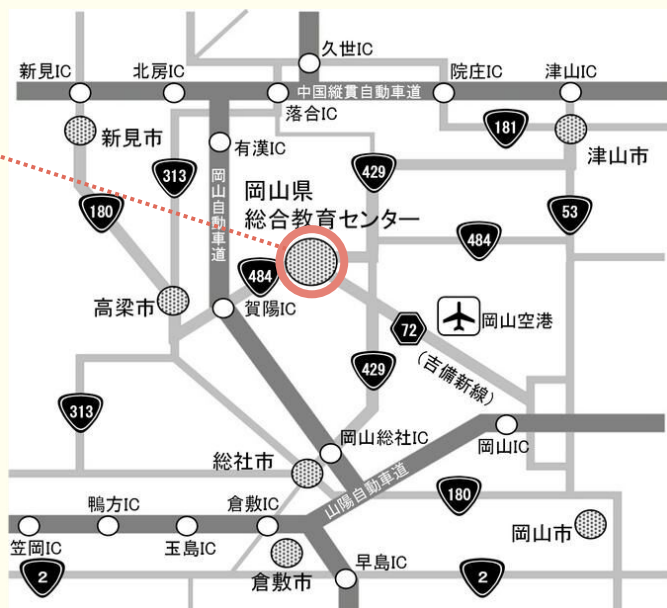 久世IC
新見IC
北房IC
院庄IC
津山IC
中国縦貫自動車道
落合IC
新見市
181
有漢IC
津山市
313
429
岡山自動車道
岡山県
総合教育センター
180
53
484
484
高梁市
賀陽IC
72
岡山空港
(吉備新線)
429
313
岡山総社IC
岡山IC
総社市
山陽自動車道
180
鴨方IC
倉敷IC
岡山市
笠岡IC
玉島IC
早島IC
倉敷市
2
2